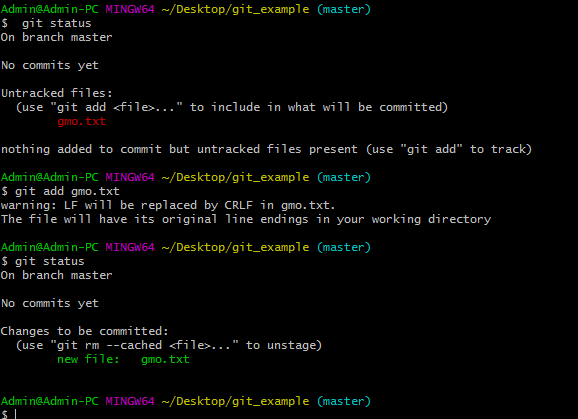 Admin@Admin-PC MINGW64 ~/Desktop/git_example (master)
$  git status
On branch master

No commits yet

Untracked files:
  (use "git add <file>..." to include in what will be committed)
        gmo.txt

nothing added to commit but untracked files present (use "git add" to track)

Admin@Admin-PC MINGW64 ~/Desktop/git_example (master)
$ git add gmo.txt
warning: LF will be replaced by CRLF in gmo.txt.
The file will have its original line endings in your working directory

Admin@Admin-PC MINGW64 ~/Desktop/git_example (master)
$ git status
On branch master

No commits yet

Changes to be committed:
  (use "git rm --cached <file>..." to unstage)
        new file:   gmo.txt


Admin@Admin-PC MINGW64 ~/Desktop/git_example (master)
$